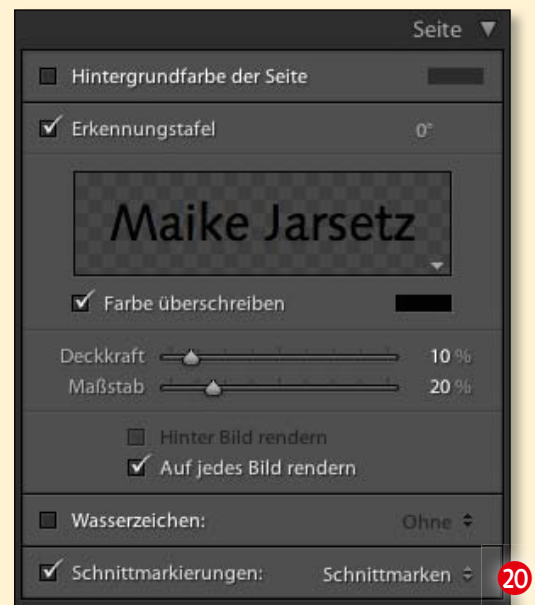 Seite ▼
Hintergrundfarbe der Seite
Erkennungstafel 0°
Maike Jarsetz
Farbe überschreiben
Deckkraft 10 %
Maßstab 20 %
Hinter Bild rendern
Auf jedes Bild rendern
Wasserzeichen: Ohne
Schnittmarkierungen: Schnittmarken
20